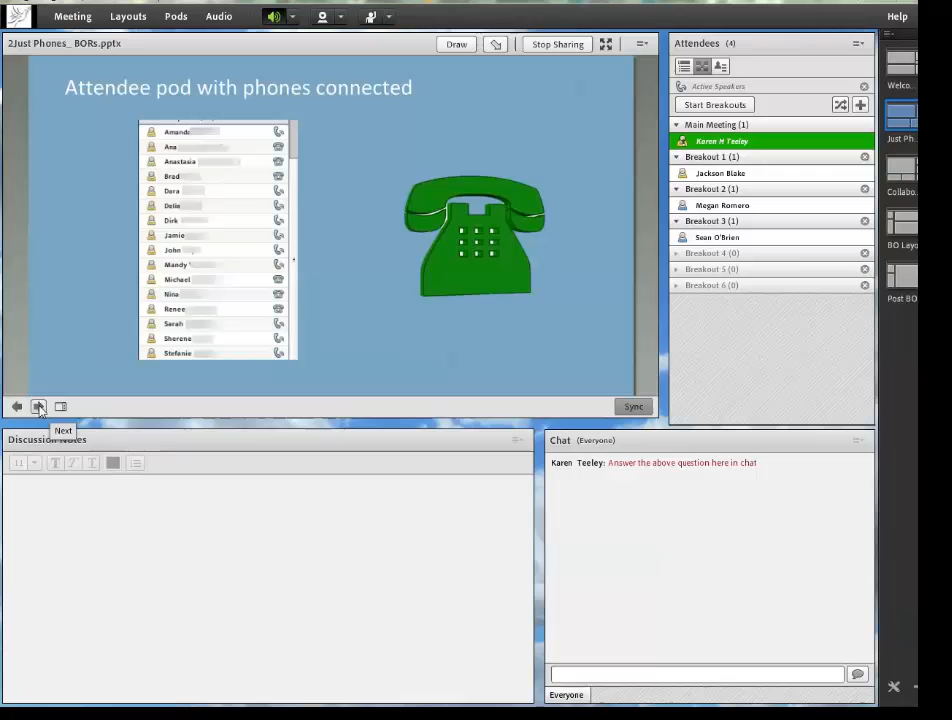 Meeting Layouts Pods Audio Help
2Just Phones_ BORs.pptx Draw Stop Sharing
Attendee pod with phones connected
Amanda
Ana
Anastasia
Brad
Dara
Delia
Dirk
Jamie
John
Mandy
Michael
Nina
Renee
Sarah
Sherene
Stefanie
Sync
Next
Attendees (4)
Active Speakers
Start Breakouts
Main Meeting (1)
Karen H Teeley
Breakout 1 (1)
Jackson Blake
Breakout 2 (1)
Megan Romero
Breakout 3 (1)
Sean O'Brien
Breakout 4 (0)
Breakout 5 (0)
Breakout 6 (0)
Welco...
Just Ph...
Collabo...
BO Layo
Post BO
Discussion Notes
11 T T T
Chat (Everyone)
Karen Teeley: Answer the above question here in chat
Everyone